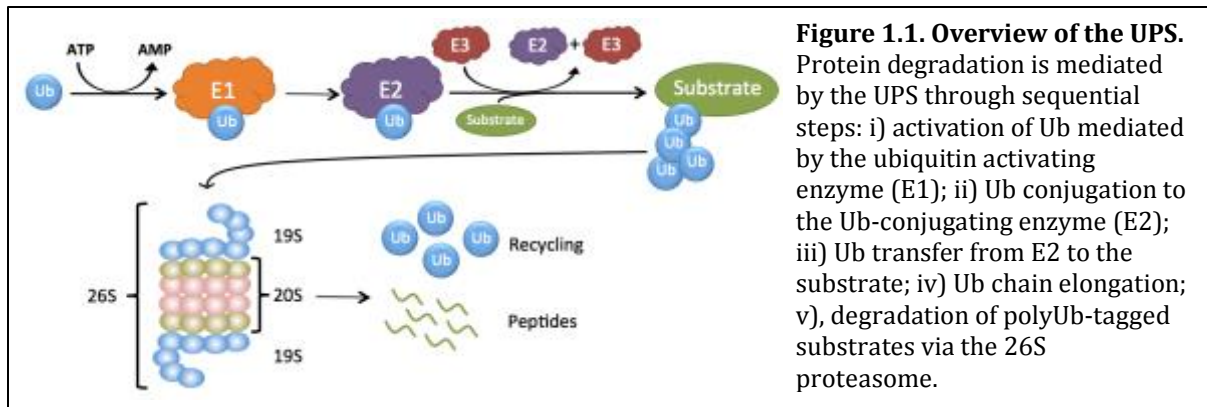 ATP AMP
E3 E2 + E3
Ub E1 E2 Substrate Substrate
Ub Ub Ub
Ub
Ub Ub
Ub
19S
26S 20S
19S
Ub
Ub Ub
Ub
Recycling
Peptides
Figure 1.1. Overview of the UPS.
Protein degradation is mediated
by the UPS through sequential
steps: i) activation of Ub mediated
by the ubiquitin activating
enzyme (E1); ii) Ub conjugation to
the Ub-conjugating enzyme (E2);
iii) Ub transfer from E2 to the
substrate; iv) Ub chain elongation;
v), degradation of polyUb-tagged
substrates via the 26S
proteasome.